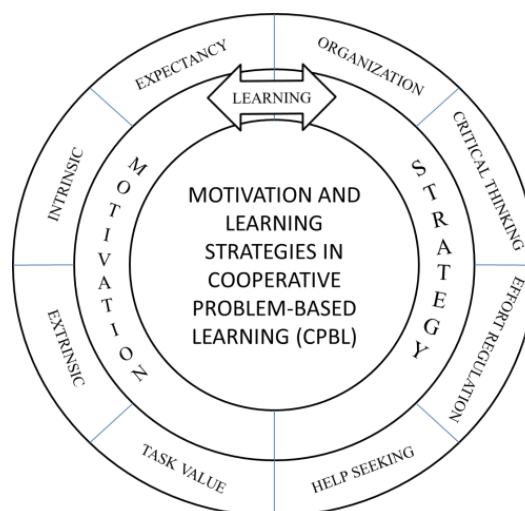 EXPECTANCY
ORGANIZATION
LEARNING
INTRINSIC
CRITICAL THINKING
MOTIVATION
STRATEGY
MOTIVATION AND
LEARNING
STRATEGIES IN
COOPERATIVE
PROBLEM-BASED
LEARNING (CPBL)
EXTRINSIC
EFFORT REGULATION
TASK VALUE
HELP SEEKING